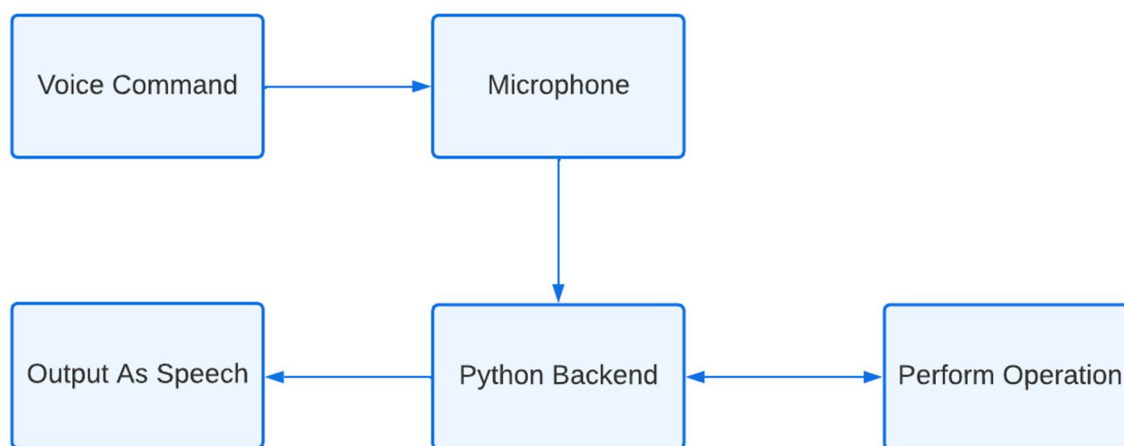 Voice Command
Microphone
Output As Speech
Python Backend
Perform Operation